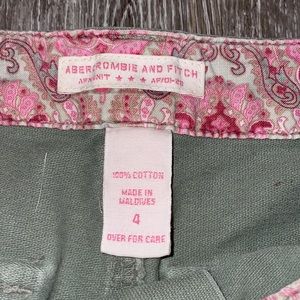 ABERCROMBIE AND FITCH
100% COTTON
MADE IN
MALDIVES
4
OVER FOR CARE